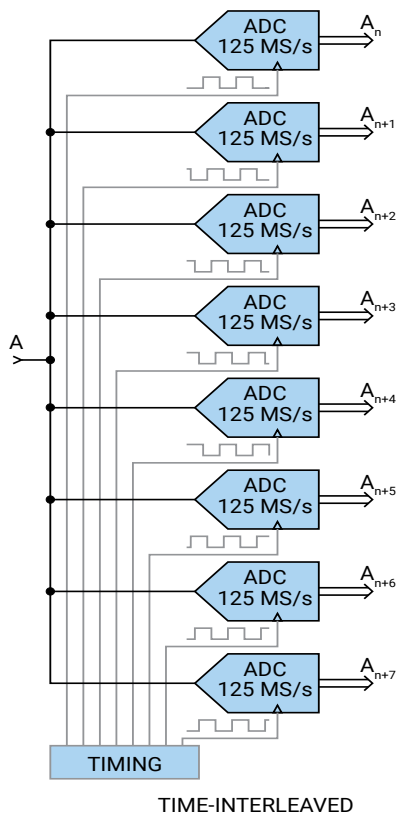 A
ADC
125 MS/s
An
ADC
125 MS/s
An+1
ADC
125 MS/s
An+2
ADC
125 MS/s
An+3
ADC
125 MS/s
An+4
ADC
125 MS/s
An+5
ADC
125 MS/s
An+6
ADC
125 MS/s
An+7
TIMING
TIME-INTERLEAVED